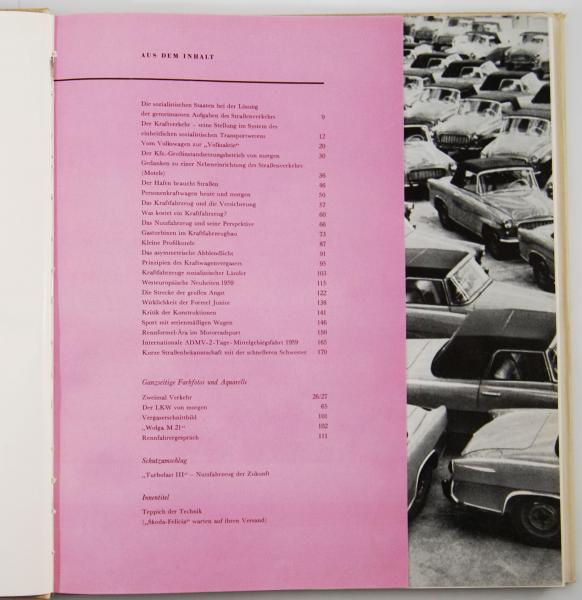 AUS DEM INHALT
Die sozialistischen Staaten bei der Lösung
der gemeinsamen Aufgaben des Straßenverkehrs 9
Der Kraftverkehr – seine Stellung im System des
einheitlichen sozialistischen Transportwesens 12
Vom Volkswagen zur „Volksaktie" 20
Der Kfz.-Großinstandsetzungsbetrieb von morgen 30
Gedanken zu einer Nebeneinrichtung des Straßenverkehrs
(Motels) 36
Der Hafen braucht Straßen 46
Personenkraftwagen heute und morgen 50
Das Kraftfahrzeug und die Versicherung 57
Was kostet ein Kraftfahrzeug? 60
Das Nutzfahrzeug und seine Perspektive 66
Gasturbinen im Kraftfahrzeugbau 73
Kleine Profilkunde 87
Das asymmetrische Abblendlicht 91
Prinzipien des Kraftwagenvergasers 95
Kraftfahrzeuge sozialistischer Länder 103
Westeuropäische Neuheiten 1959 115
Die Strecke der großen Angst 122
Wirklichkeit der Formel Junior 138
Kritik der Konstruktionen 141
Sport mit serienmäßigen Wagen 146
Rennformel-Ära im Motorradsport 150
Internationale ADMV-2-Tage-Mittelgebirgsfahrt 1959 165
Kurze Straßenbekanntschaft mit der schnelleren Schwester 170
Ganzseitige Farbfotos und Aquarelle
Zweimal Verkehr 26/27
Der LKW von morgen 65
Vergaserschnittbild 101
„Wolga M 21" 102
Rennfahrergespräch 111
Schutzumschlag
„Turbofast III" – Nutzfahrzeug der Zukunft
Innentitel
Teppich der Technik
(„Skoda-Felicia" warten auf ihren Versand)